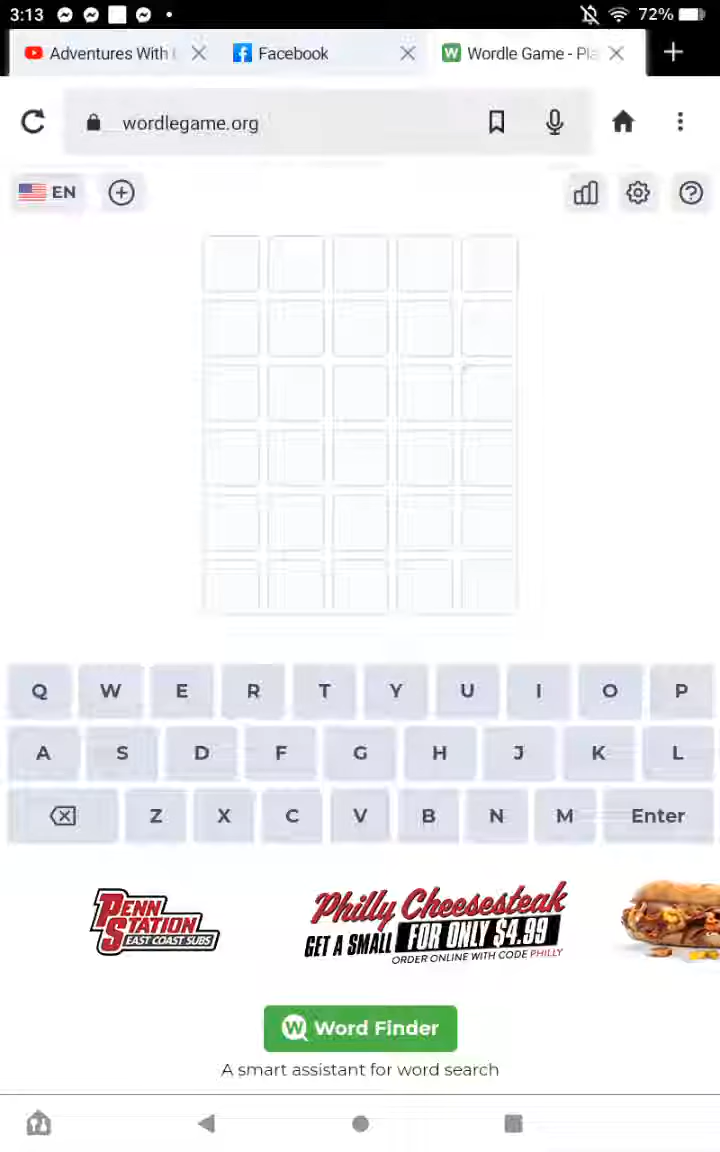 3:13 72%
Adventures With Facebook Wordle Game - Pla
wordlegame.org
EN
Q W E R T Y U I O P
A S D F G H J K L
Z X C V B N M Enter
PENN STATION EAST COAST SUBS
Philly Cheesesteak
GET A SMALL FOR ONLY $4.99
ORDER ONLINE WITH CODE PHILLY
W Word Finder
A smart assistant for word search